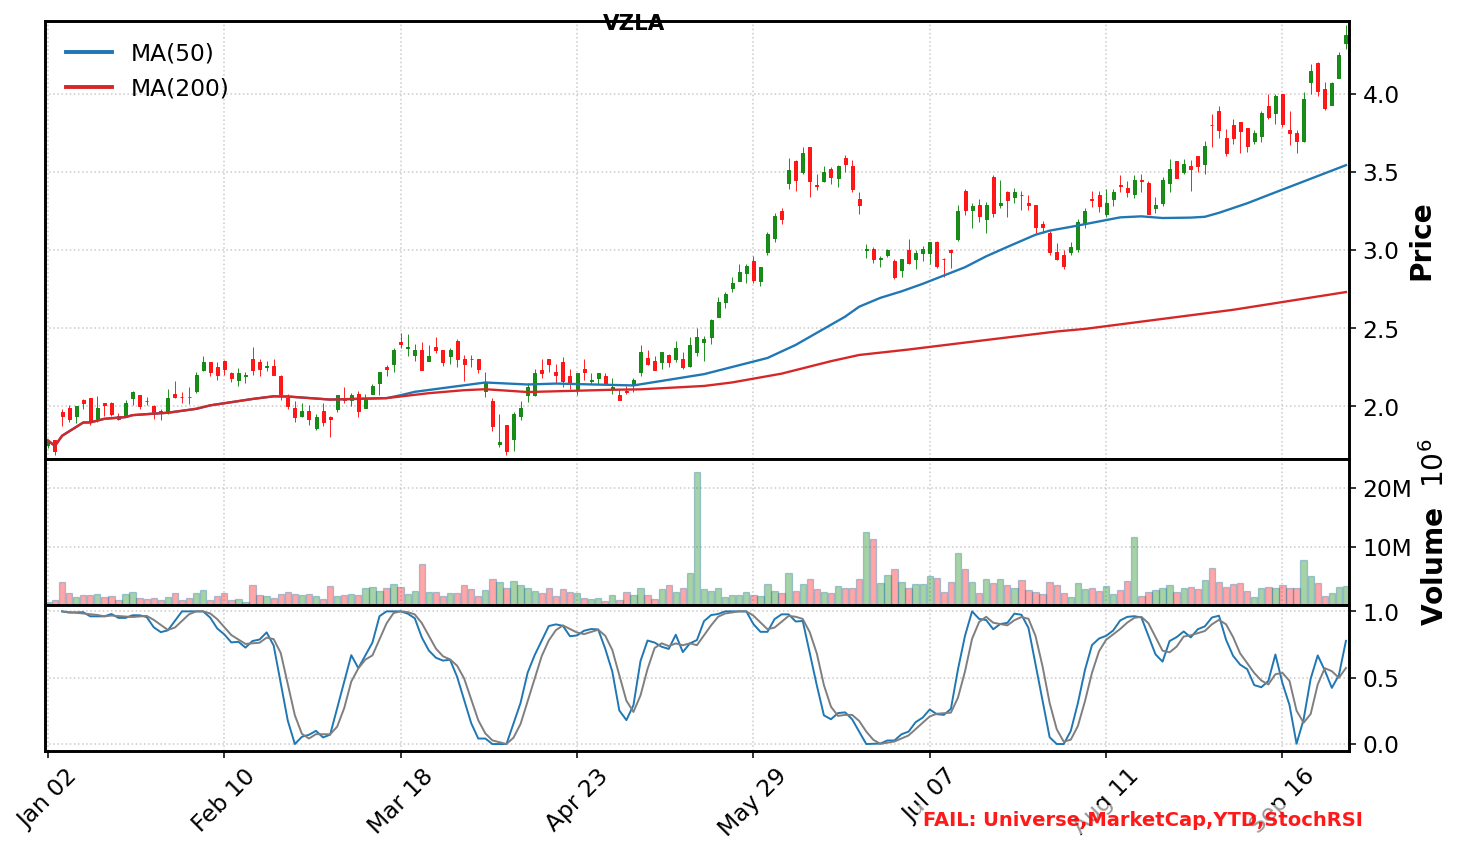 VZLA
MA(50)
MA(200)
4.0
3.5
3.0
2.5
2.0
Price
20M
10M
Volume 10^6
1.0
0.5
0.0
Jan 02
Feb 10
Mar 18
Apr 23
May 29
Jul 07
Aug 11
Sep 16
FAIL: Universe,MarketCap,YTD,StochRSI